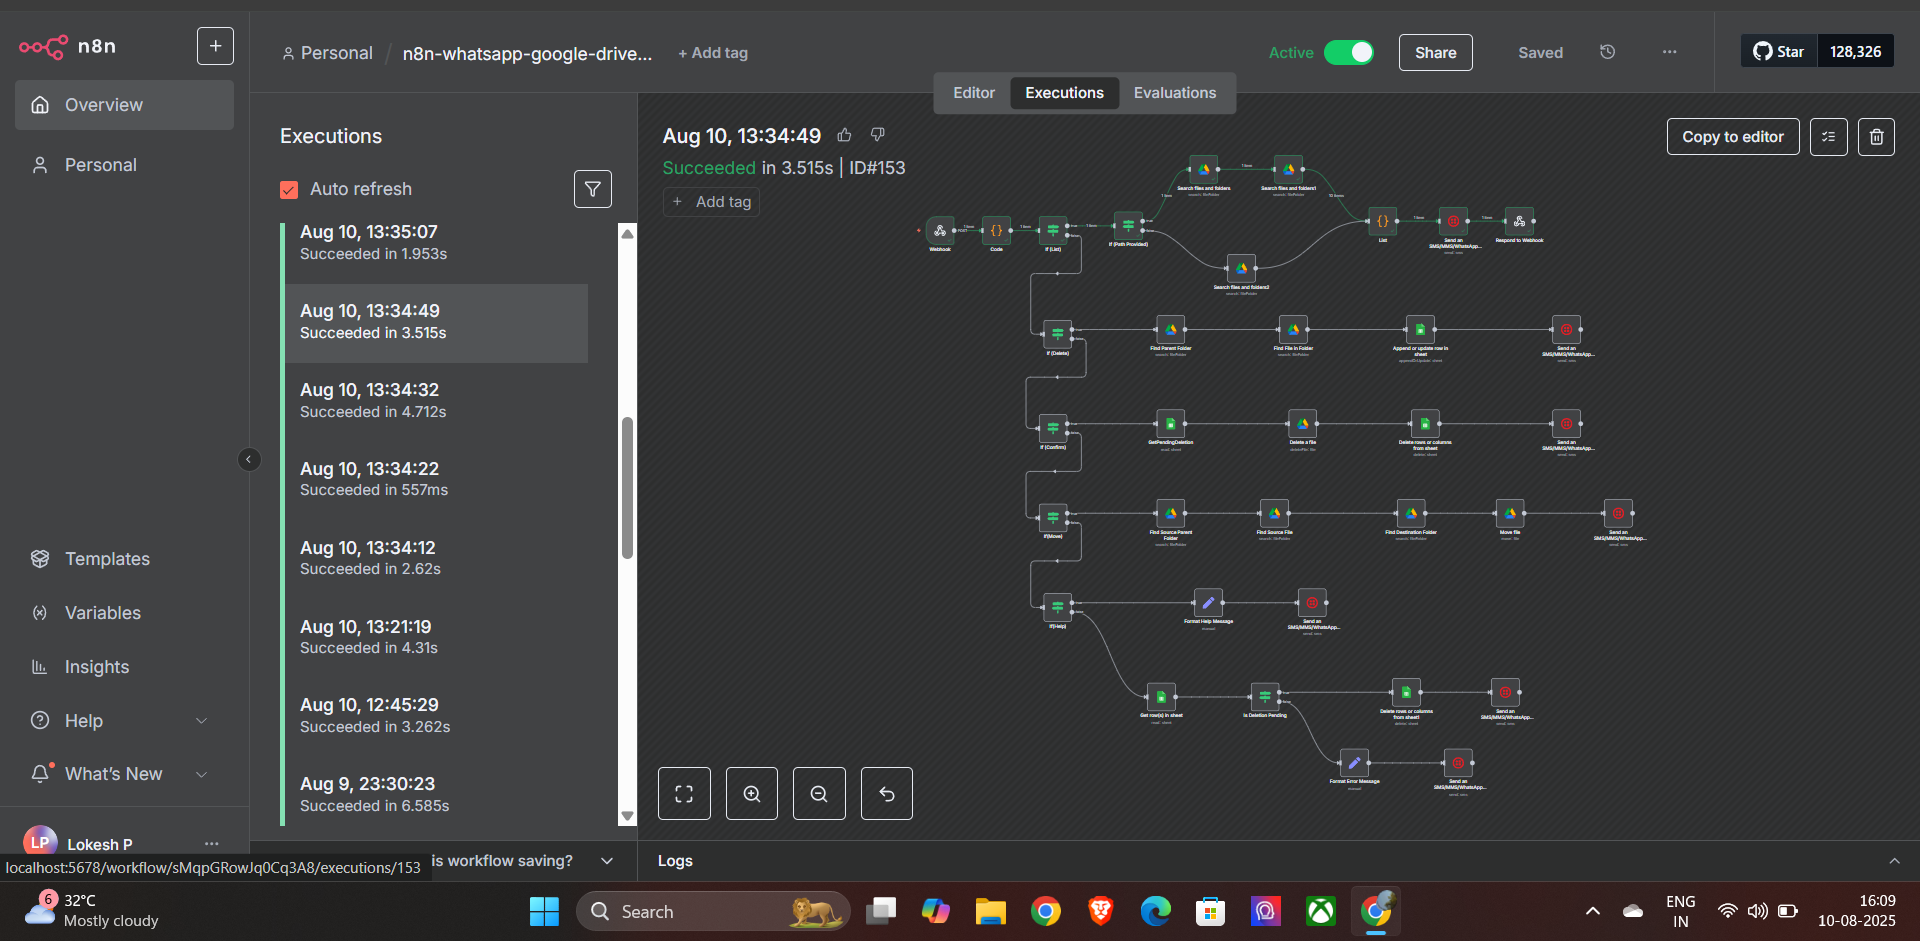 n8n
+
Personal / n8n-whatsapp-google-drive... + Add tag
Active
Share
Saved
...
Star 128,326
Editor Executions Evaluations
Overview
Personal
Templates
Variables
Insights
Help
What's New
LP Lokesh P ...
Executions
Auto refresh
Aug 10, 13:35:07
Succeeded in 1.953s
Aug 10, 13:34:49
Succeeded in 3.515s
Aug 10, 13:34:32
Succeeded in 4.712s
Aug 10, 13:34:22
Succeeded in 557ms
Aug 10, 13:34:12
Succeeded in 2.62s
Aug 10, 13:21:19
Succeeded in 4.31s
Aug 10, 12:45:29
Succeeded in 3.262s
Aug 9, 23:30:23
Succeeded in 6.585s
is workflow saving?
localhost:5678/workflow/sMqpGRowJq0Cq3A8/executions/153
Aug 10, 13:34:49
Succeeded in 3.515s | ID#153
+ Add tag
Copy to editor
Search files and folders
Search files and folders1
Webhook
Code
If (List)
If (Path Provided)
List
Send an
SMS/MMS/WhatsApp...
Respond to Webhook
Search files and folders2
If (Delete)
Find Parent Folder
Find File in Folder
Append or update row in
sheet
Send an
SMS/MMS/WhatsApp...
If (Confirm)
GetPendingDeletion
Delete a file
Delete rows or columns
from sheet
Send an
SMS/MMS/WhatsApp...
If(Move)
Find Source Parent
Folder
Find Source File
Find Destination Folder
Move file
Send an
SMS/MMS/WhatsApp...
If(Help)
Format Help Message
Send an
SMS/MMS/WhatsApp...
Get row(s) in sheet
Is Deletion Pending
Delete rows or columns
from sheet1
Send an
SMS/MMS/WhatsApp...
Format Error Message
Send an
SMS/MMS/WhatsApp...
Logs
6
32°C
Mostly cloudy
Search
ENG
IN
16:09
10-08-2025